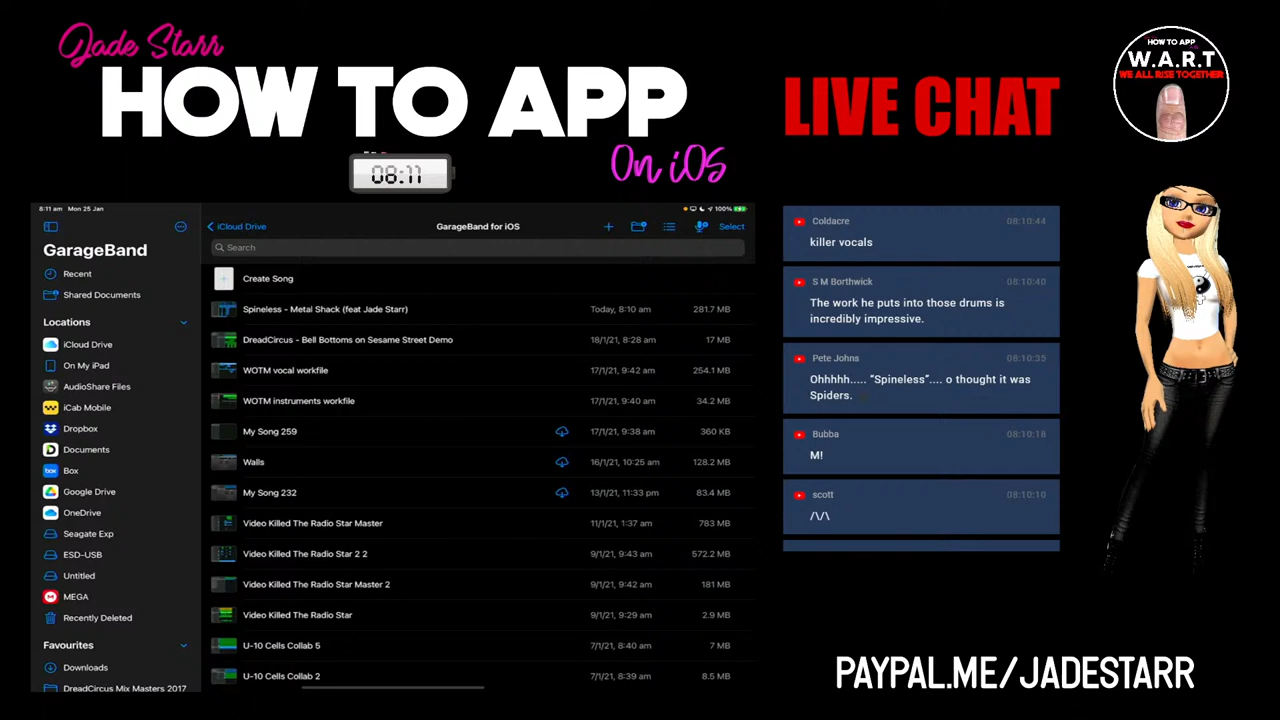 Jade Starr
HOW TO APP
On iOS
08:11
LIVE CHAT
HOW TO APP
W.A.R.T
WE ALL RISE TOGETHER
8:11 am Mon 25 Jan
100%
GarageBand
Recent
Shared Documents
Locations
iCloud Drive
On My iPad
AudioShare Files
iCab Mobile
Dropbox
Documents
Box
Google Drive
OneDrive
Seagate Exp
ESD-USB
Untitled
MEGA
Recently Deleted
Favourites
Downloads
DreadCircus Mix Masters 2017
iCloud Drive
GarageBand for iOS
Select
Search
Create Song
Spineless - Metal Shack (feat Jade Starr) Today, 8:10 am 281.7 MB
DreadCircus - Bell Bottoms on Sesame Street Demo 18/1/21, 8:28 am 17 MB
WOTM vocal workfile 17/1/21, 9:42 am 254.1 MB
WOTM instruments workfile 17/1/21, 9:40 am 34.2 MB
My Song 259 17/1/21, 9:38 am 360 KB
Walls 16/1/21, 10:25 am 128.2 MB
My Song 232 13/1/21, 11:33 pm 83.4 MB
Video Killed The Radio Star Master 11/1/21, 1:37 am 783 MB
Video Killed The Radio Star 2 2 9/1/21, 9:43 am 572.2 MB
Video Killed The Radio Star Master 2 9/1/21, 9:42 am 181 MB
Video Killed The Radio Star 9/1/21, 9:29 am 2.9 MB
U-10 Cells Collab 5 7/1/21, 8:40 am 7 MB
U-10 Cells Collab 2 7/1/21, 8:39 am 8.5 MB
Coldacre 08:10:44
killer vocals
S M Borthwick 08:10:40
The work he puts into those drums is
incredibly impressive.
Pete Johns 08:10:35
Ohhhhh..... “Spineless”.... o thought it was
Spiders.
Bubba 08:10:18
M!
scott 08:10:10
/\/\
PAYPAL.ME/JADESTARR